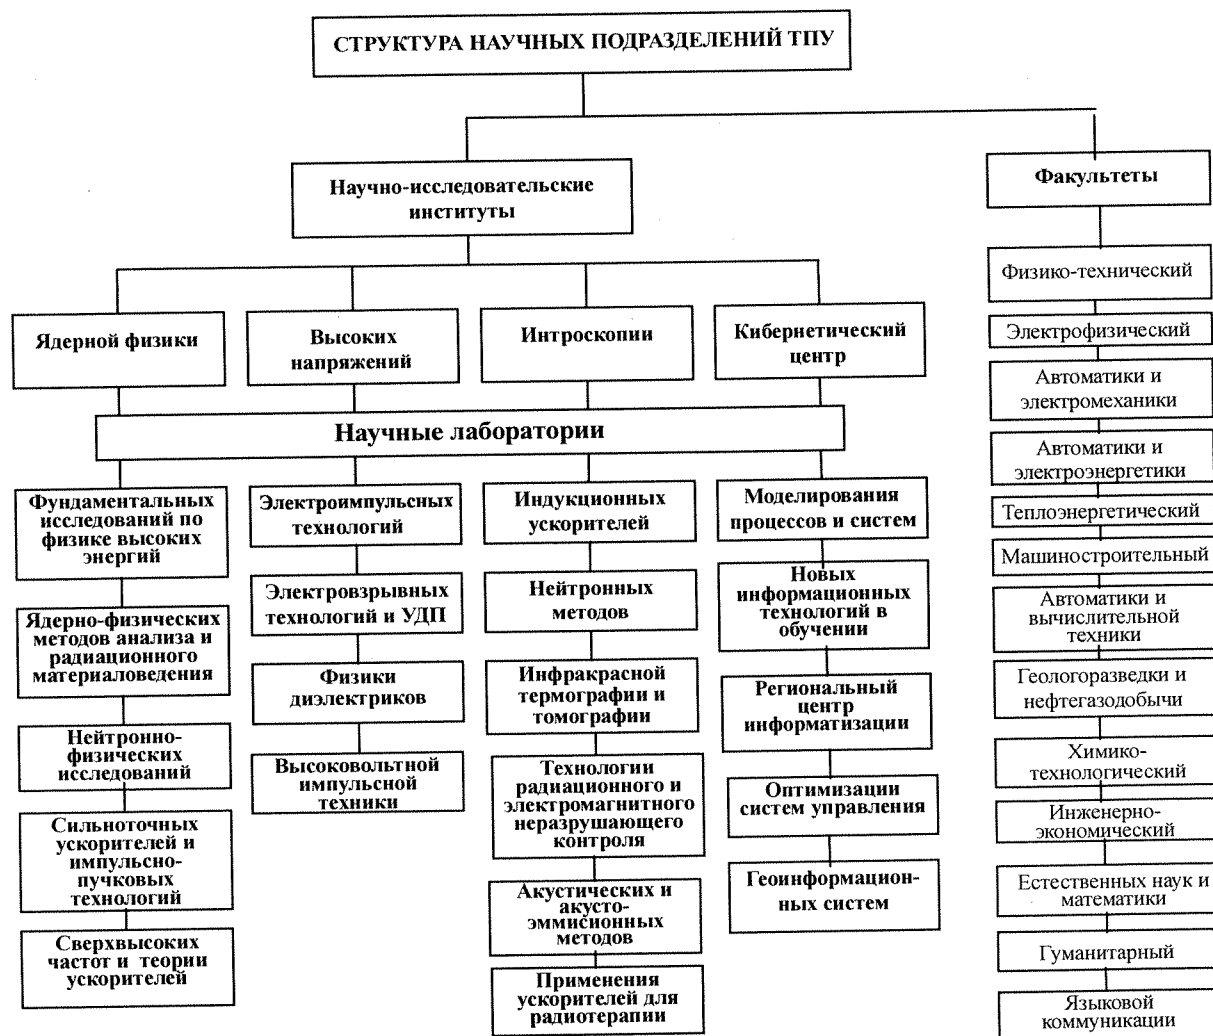 СТРУКТУРА НАУЧНЫХ ПОДРАЗДЕЛЕНИЙ ТПУ
Научно-исследовательские
институты
Факультеты
Ядерной физики
Высоких
напряжений
Интроскопии
Кибернетический
центр
Научные лаборатории
Фундаментальных
исследований по
физике высоких
энергий
Ядерно-физических
методов анализа и
радиационного
материаловедения
Нейтронно-
физических
исследований
Сильноточных
ускорителей и
импульсно-
пучковых
технологий
Сверхвысоких
частот и теории
ускорителей
Электроимпульсных
технологий
Электровзрывных
технологий и УДП
Физики
диэлектриков
Высоковольтной
импульсной
техники
Индукционных
ускорителей
Нейтронных
методов
Инфракрасной
термографии и
томографии
Технологии
радиационного и
электромагнитного
неразрушающего
контроля
Акустических и
акусто-
эммисионных
методов
Применения
ускорителей для
радиотерапии
Моделирования
процессов и систем
Новых
информационных
технологий в
обучении
Региональный
центр
информатизации
Оптимизации
систем управления
Геоинформацион-
ных систем
Физико-технический
Электрофизический
Автоматики и
электромеханики
Автоматики и
электроэнергетики
Теплоэнергетический
Машиностроительный
Автоматики и
вычислительной
техники
Геологоразведки и
нефтегазодобычи
Химико-
технологический
Инженерно-
экономический
Естественных наук и
математики
Гуманитарный
Языковой
коммуникации